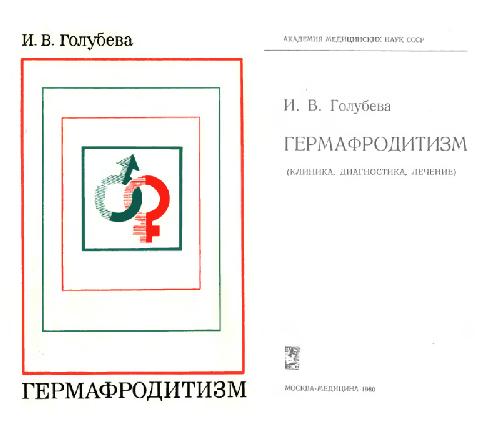 И. В. Голубева
ГЕРМАФРОДИТИЗМ
АКАДЕМИЯ МЕДИЦИНСКИХ НАУК СССР
И. В. Голубева
ГЕРМАФРОДИТИЗМ
(КЛИНИКА, ДИАГНОСТИКА, ЛЕЧЕНИЕ)
МОСКВА-МЕДИЦИНА 1980